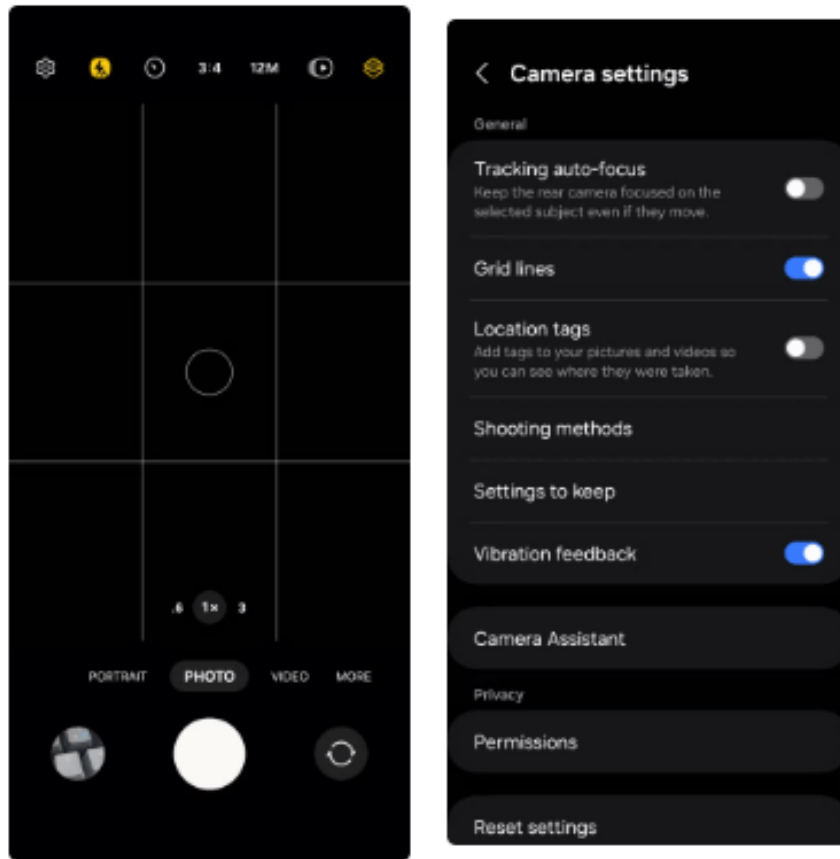 3:4 12M
.6 1× 3
PORTRAIT PHOTO VIDEO MORE
Camera settings
General
Tracking auto-focus
Keep the rear camera focused on the
selected subject even if they move.
Grid lines
Location tags
Add tags to your pictures and videos so
you can see where they were taken.
Shooting methods
Settings to keep
Vibration feedback
Camera Assistant
Privacy
Permissions
Reset settings